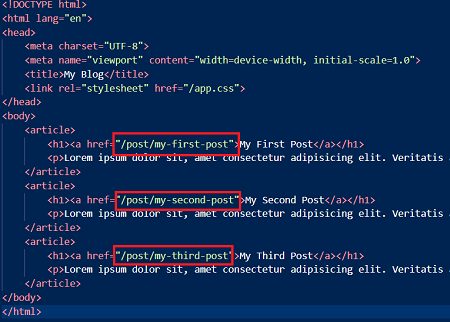 <!DOCTYPE html>
<html lang="en">
<head>
    <meta charset="UTF-8">
    <meta name="viewport" content="width=device-width, initial-scale=1.0">
    <title>My Blog</title>
    <link rel="stylesheet" href="/app.css">
</head>
<body>
    <article>
        <h1><a href="/post/my-first-post">My First Post</a></h1>
        <p>Lorem ipsum dolor sit, amet consectetur adipisicing elit. Veritatis
    </article>
    <article>
        <h1><a href="/post/my-second-post">My Second Post</a></h1>
        <p>Lorem ipsum dolor sit, amet consectetur adipisicing elit. Veritatis
    </article>
    <article>
        <h1><a href="/post/my-third-post">My Third Post</a></h1>
        <p>Lorem ipsum dolor sit, amet consectetur adipisicing elit. Veritatis
    </article>
</body>
</html>